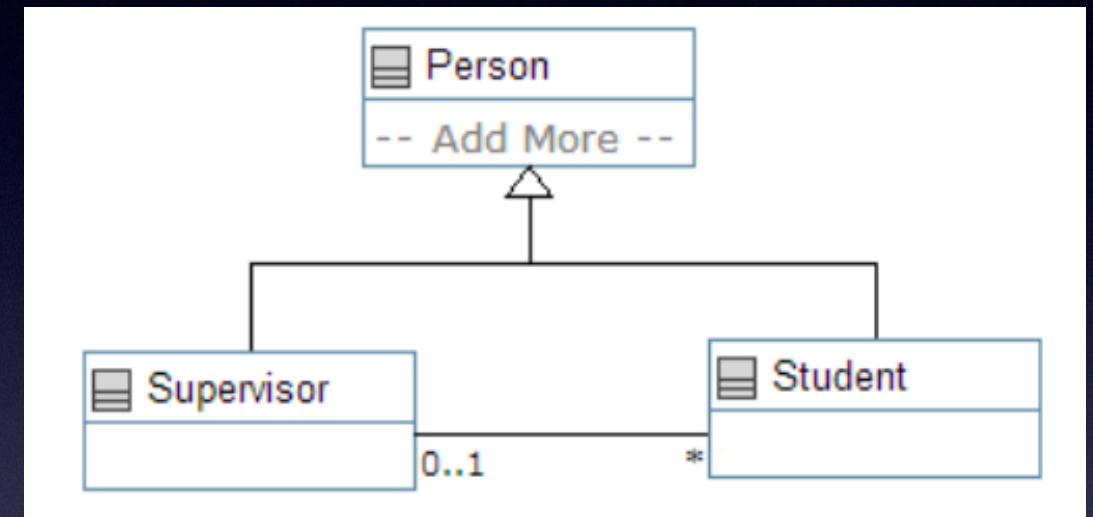 Person
-- Add More --
Supervisor
Student
0..1
*